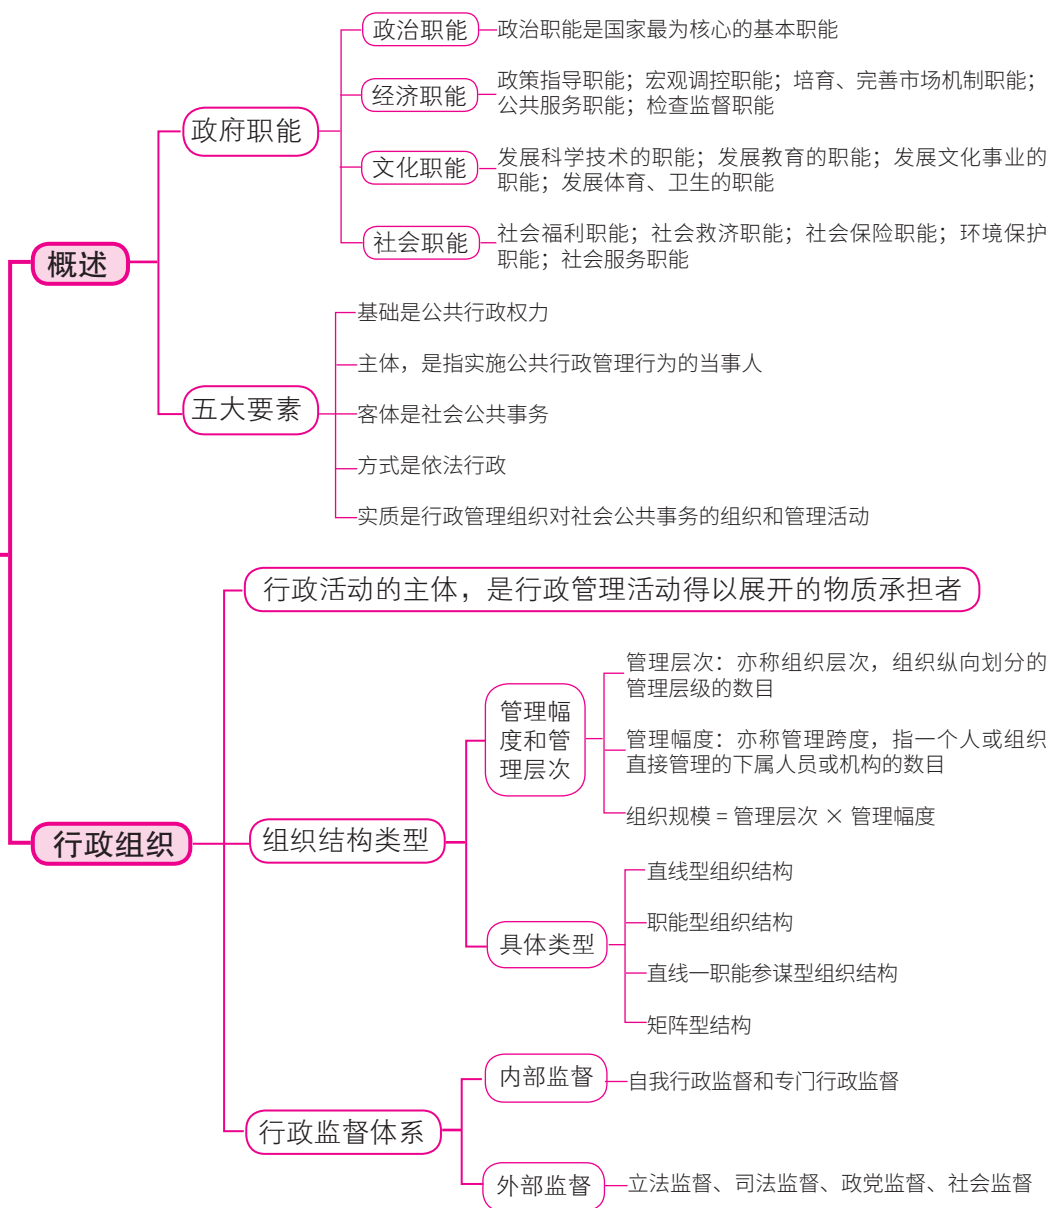 政治职能
政治职能是国家最为核心的基本职能
经济职能
政策指导职能；宏观调控职能；培育、完善市场机制职能；
公共服务职能；检查监督职能
政府职能
文化职能
发展科学技术的职能；发展教育的职能；发展文化事业的
职能；发展体育、卫生的职能
社会职能
社会福利职能；社会救济职能；社会保险职能；环境保护
职能；社会服务职能
概述
基础是公共行政权力
主体，是指实施公共行政管理行为的当事人
五大要素
客体是社会公共事务
方式是依法行政
实质是行政管理组织对社会公共事务的组织和管理活动
行政活动的主体，是行政管理活动得以展开的物质承担者
管理层次：亦称组织层次，组织纵向划分的
管理层级的数目
管理幅
度和管
理层次
管理幅度：亦称管理跨度，指一个人或组织
直接管理的下属人员或机构的数目
组织规模 = 管理层次 × 管理幅度
行政组织
组织结构类型
直线型组织结构
职能型组织结构
具体类型
直线一职能参谋型组织结构
矩阵型结构
内部监督
自我行政监督和专门行政监督
行政监督体系
外部监督
立法监督、司法监督、政党监督、社会监督